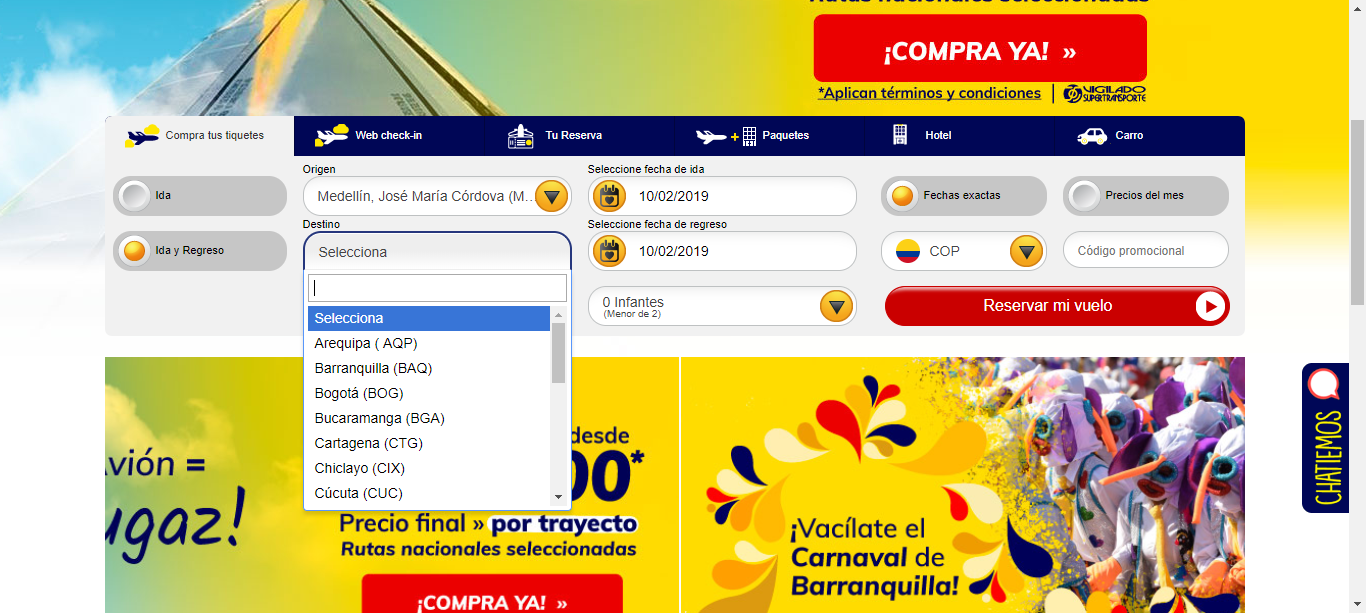 Rutas nacionales seleccionadas
¡COMPRA YA! »
*Aplican términos y condiciones | VIGILADO SUPERTRANSPORTE
Compra tus tiquetes
Web check-in
Tu Reserva
Paquetes
Hotel
Carro
Ida
Ida y Regreso
Origen
Medellín, José María Córdova (M...
Destino
Selecciona
Selecciona
Arequipa ( AQP)
Barranquilla (BAQ)
Bogotá (BOG)
Bucaramanga (BGA)
Cartagena (CTG)
Chiclayo (CIX)
Cúcuta (CUC)
Seleccione fecha de ida
10/02/2019
Seleccione fecha de regreso
10/02/2019
0 Infantes
(Menor de 2)
Fechas exactas
Precios del mes
COP
Código promocional
Reservar mi vuelo
CHATIEMOS
Avión =
ugaz!
desde
00*
Precio final » por trayecto
Rutas nacionales seleccionadas
¡COMPRA YA! »
¡Vacílate el
Carnaval de
Barranquilla!